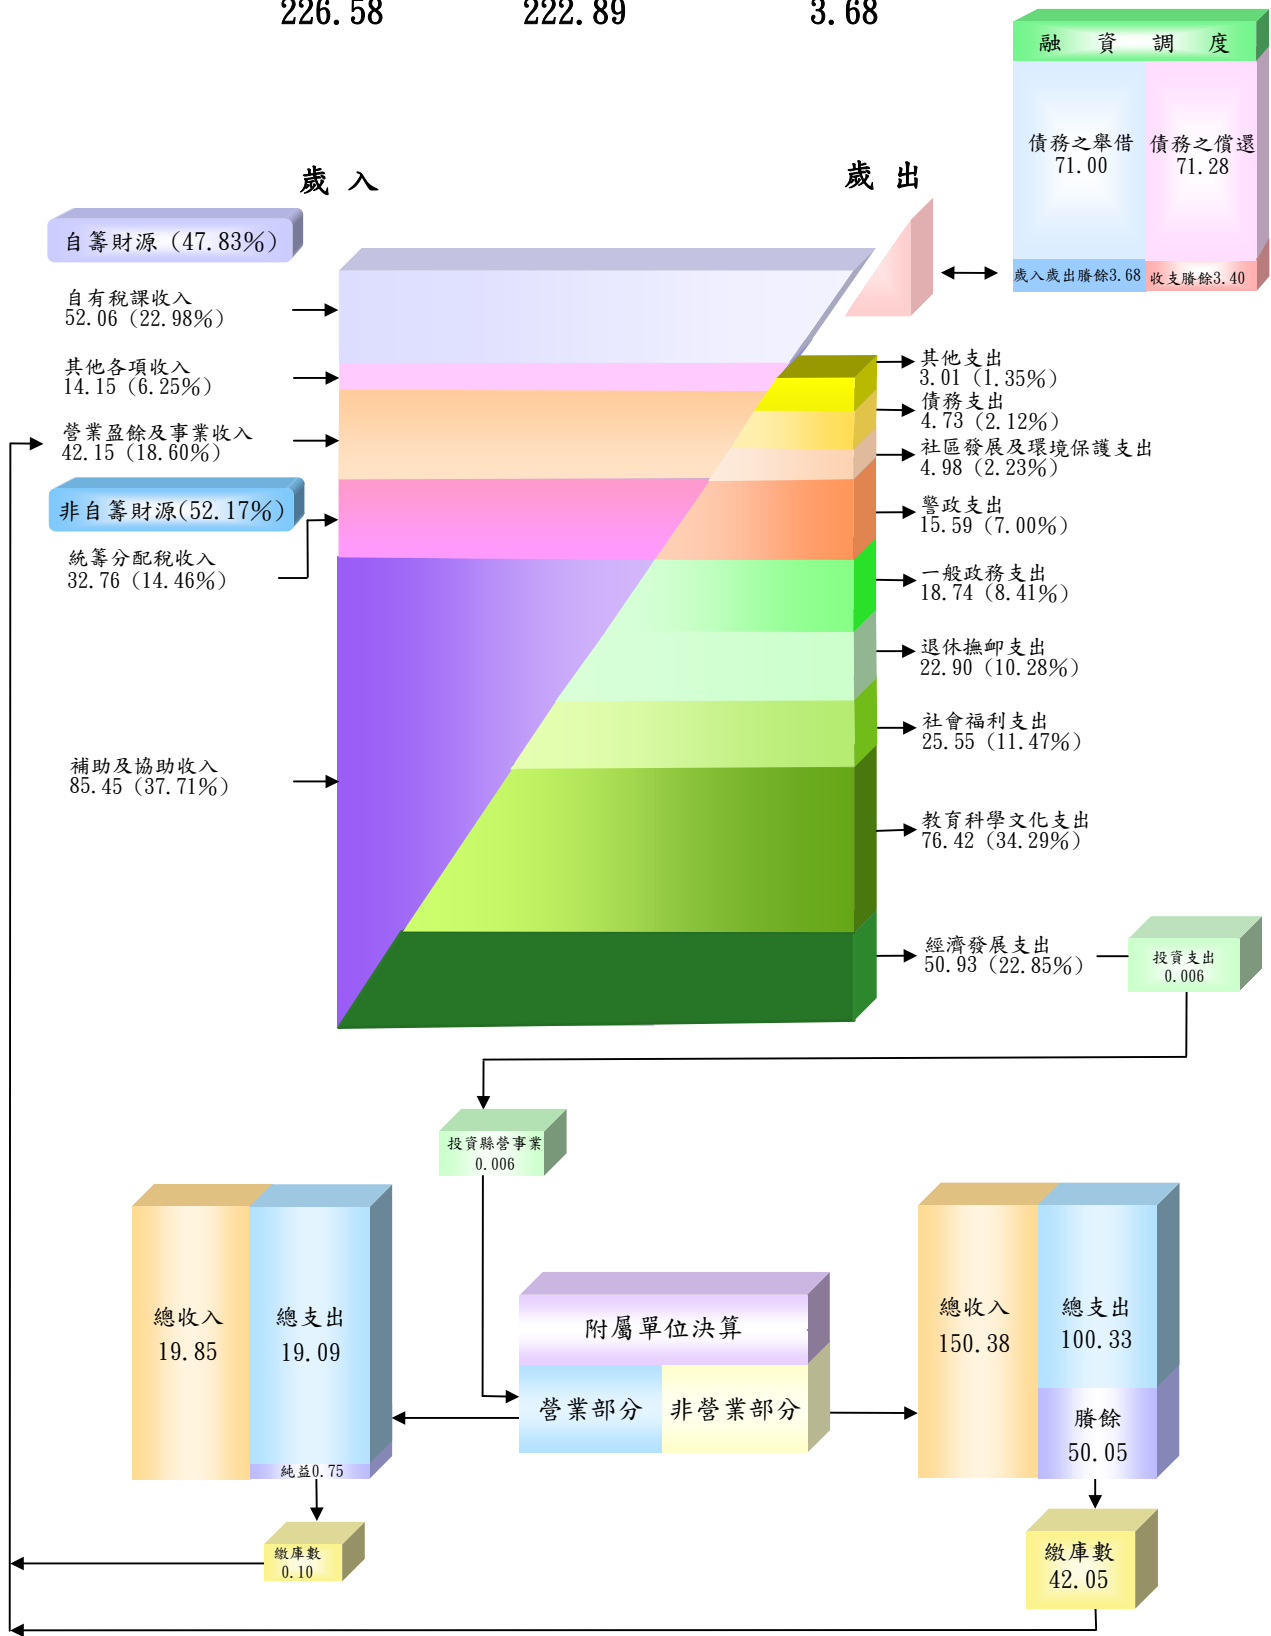 226.58 222.89 3.68
融資調度
債務之舉借
71.00
債務之償還
71.28
歲入歲出賸餘3.68
收支賸餘3.40
歲入
歲出
自籌財源 (47.83%)
自有稅課收入
52.06 (22.98%)
其他各項收入
14.15 (6.25%)
營業盈餘及事業收入
42.15 (18.60%)
非自籌財源(52.17%)
統籌分配稅收入
32.76 (14.46%)
補助及協助收入
85.45 (37.71%)
其他支出
3.01 (1.35%)
債務支出
4.73 (2.12%)
社區發展及環境保護支出
4.98 (2.23%)
警政支出
15.59 (7.00%)
一般政務支出
18.74 (8.41%)
退休撫卹支出
22.90 (10.28%)
社會福利支出
25.55 (11.47%)
教育科學文化支出
76.42 (34.29%)
經濟發展支出
50.93 (22.85%)
投資支出
0.006
投資縣營事業
0.006
總收入
19.85
總支出
19.09
純益0.75
繳庫數
0.10
附屬單位決算
營業部分
非營業部分
總收入
150.38
總支出
100.33
賸餘
50.05
繳庫數
42.05